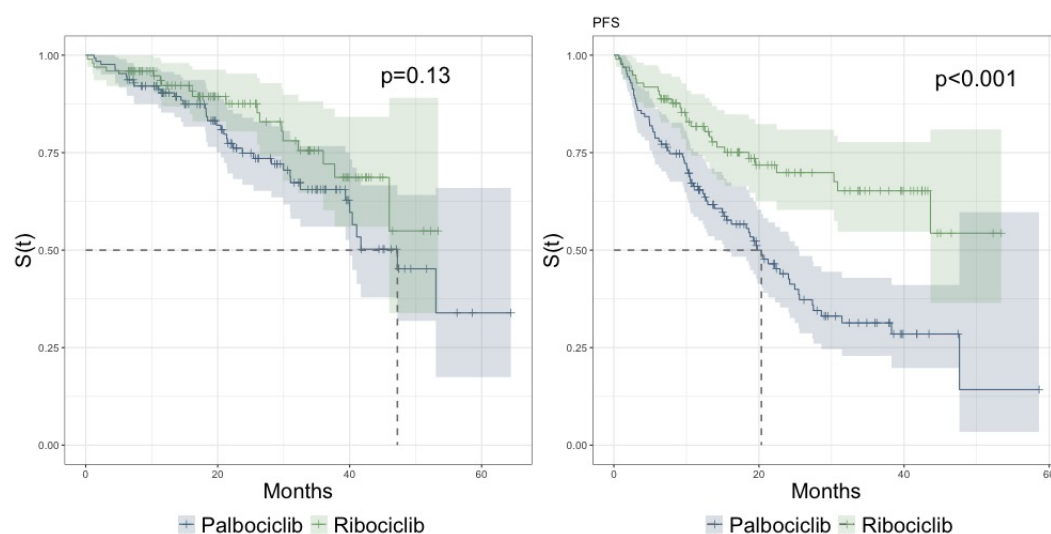 p=0.13
1.00
0.75
0.50
0.25
0.00
S(t)
0 20 40 60
Months
Palbociclib Ribociclib
PFS
p<0.001
1.00
0.75
0.50
0.25
0.00
S(t)
0 20 40 60
Months
Palbociclib Ribociclib